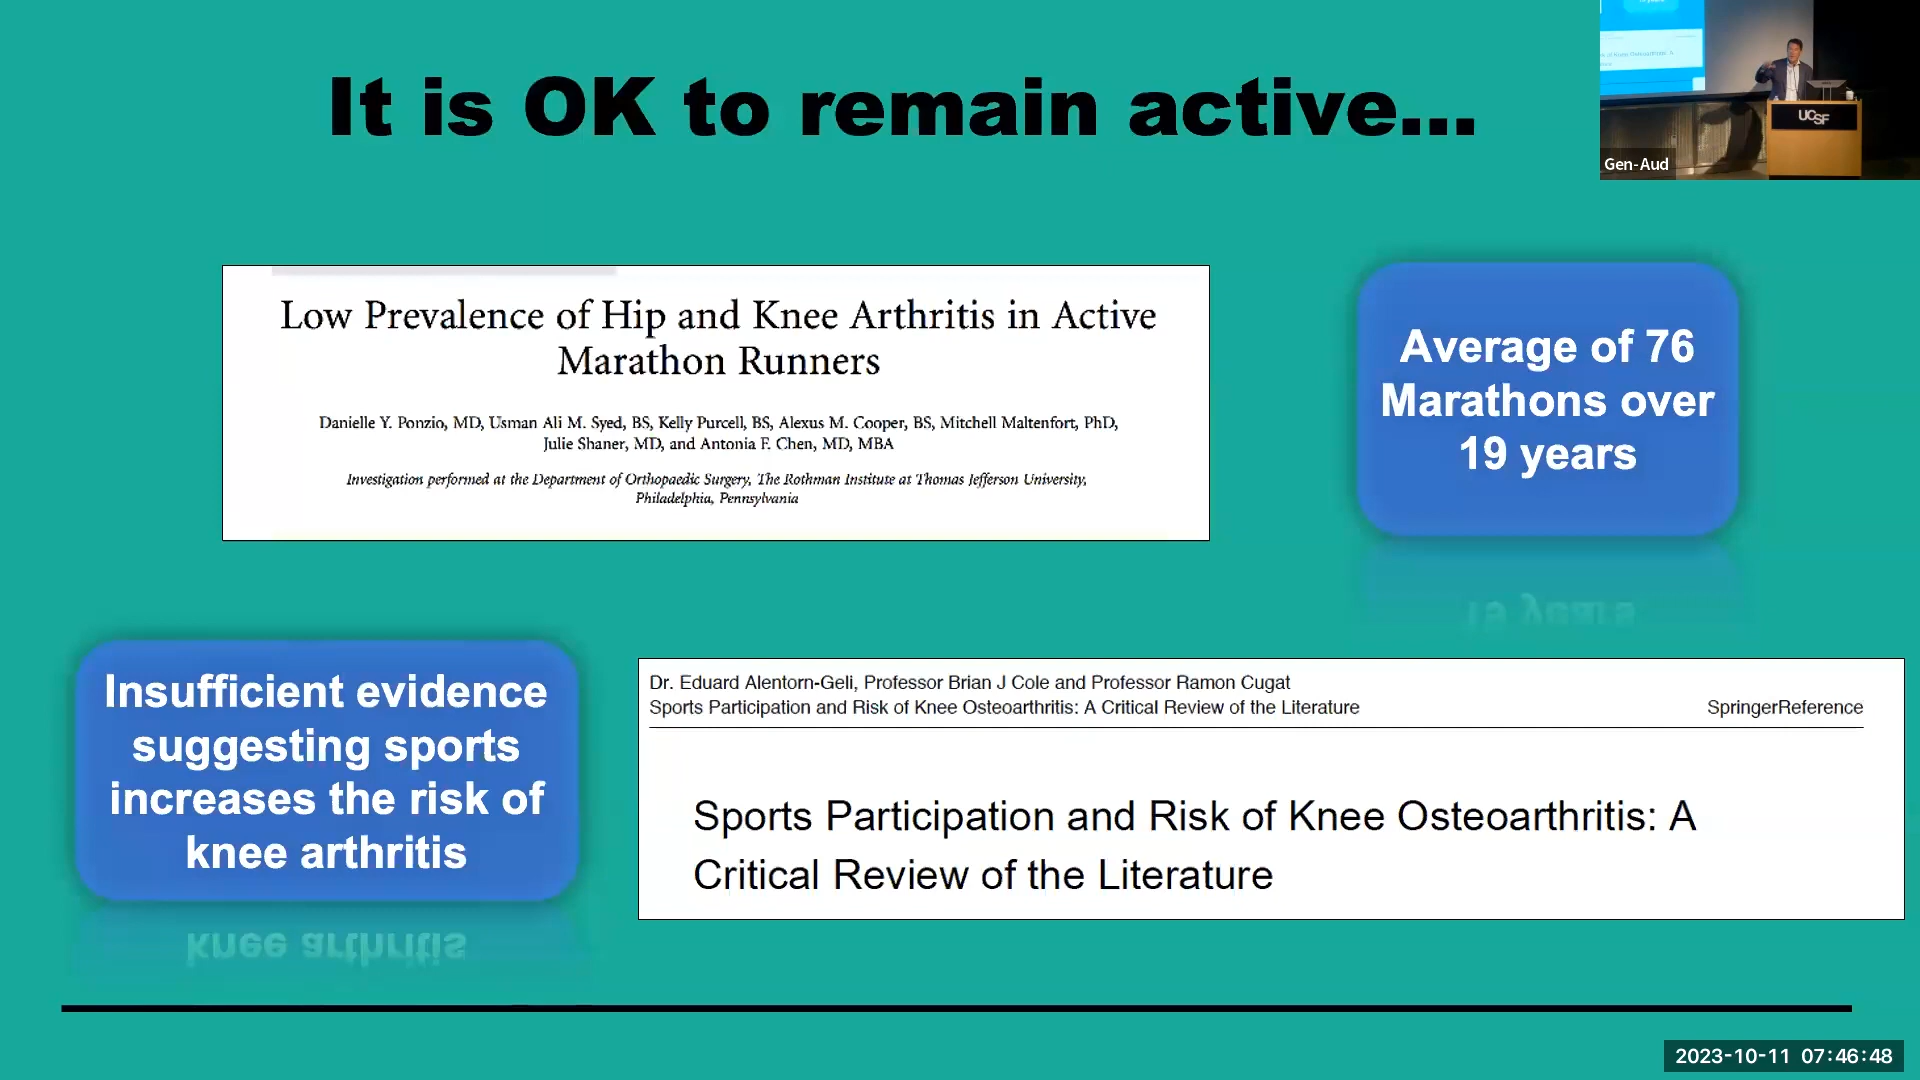 It is OK to remain active...
UCSF
Gen-Aud
Low Prevalence of Hip and Knee Arthritis in Active
Marathon Runners
Danielle Y. Ponzio, MD, Usman Ali M. Syed, BS, Kelly Purcell, BS, Alexus M. Cooper, BS, Mitchell Maltenfort, PhD,
Julie Shaner, MD, and Antonia F. Chen, MD, MBA
Investigation performed at the Department of Orthopaedic Surgery, The Rothman Institute at Thomas Jefferson University,
Philadelphia, Pennsylvania
Average of 76
Marathons over
19 years
Insufficient evidence
suggesting sports
increases the risk of
knee arthritis
Dr. Eduard Alentorn-Geli, Professor Brian J Cole and Professor Ramon Cugat
Sports Participation and Risk of Knee Osteoarthritis: A Critical Review of the Literature SpringerReference
Sports Participation and Risk of Knee Osteoarthritis: A
Critical Review of the Literature
2023-10-11 07:46:48